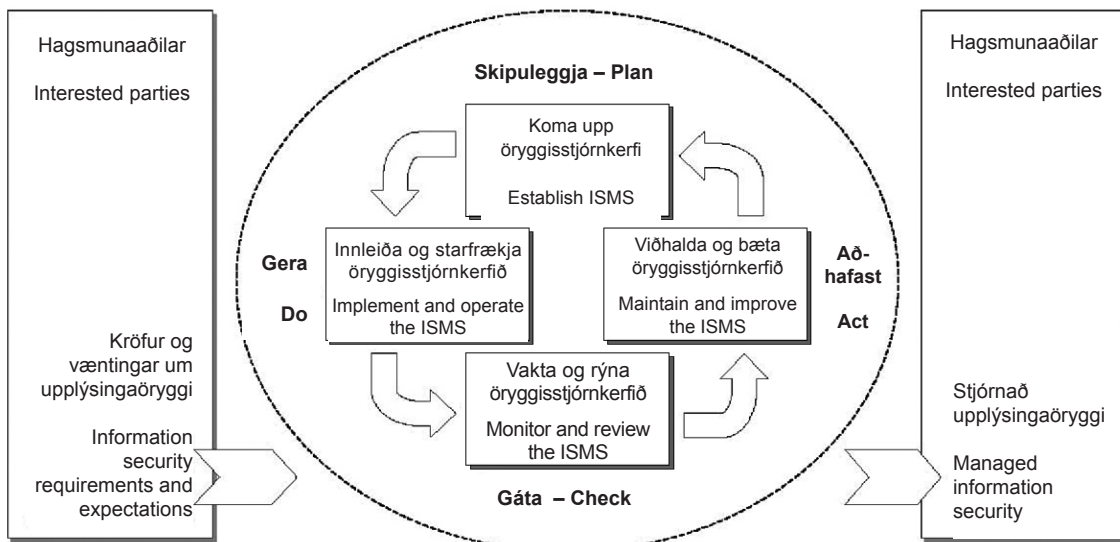 Hagsmunaaðilar
Interested parties
Kröfur og
væntingar um
upplýsingaöryggi
Information
security
requirements and
expectations
Skipuleggja – Plan
Koma upp
öryggisstjórnkerfi
Establish ISMS
Gera
Do
Innleiða og starfrækja
öryggisstjórnkerfið
Implement and operate
the ISMS
Viðhalda og bæta
öryggisstjórnkerfið
Maintain and improve
the ISMS
Að-
hafast
Act
Vakta og rýna
öryggisstjórnkerfið
Monitor and review
the ISMS
Gáta – Check
Hagsmunaaðilar
Interested parties
Stjórnað
upplýsingaöryggi
Managed
information
security